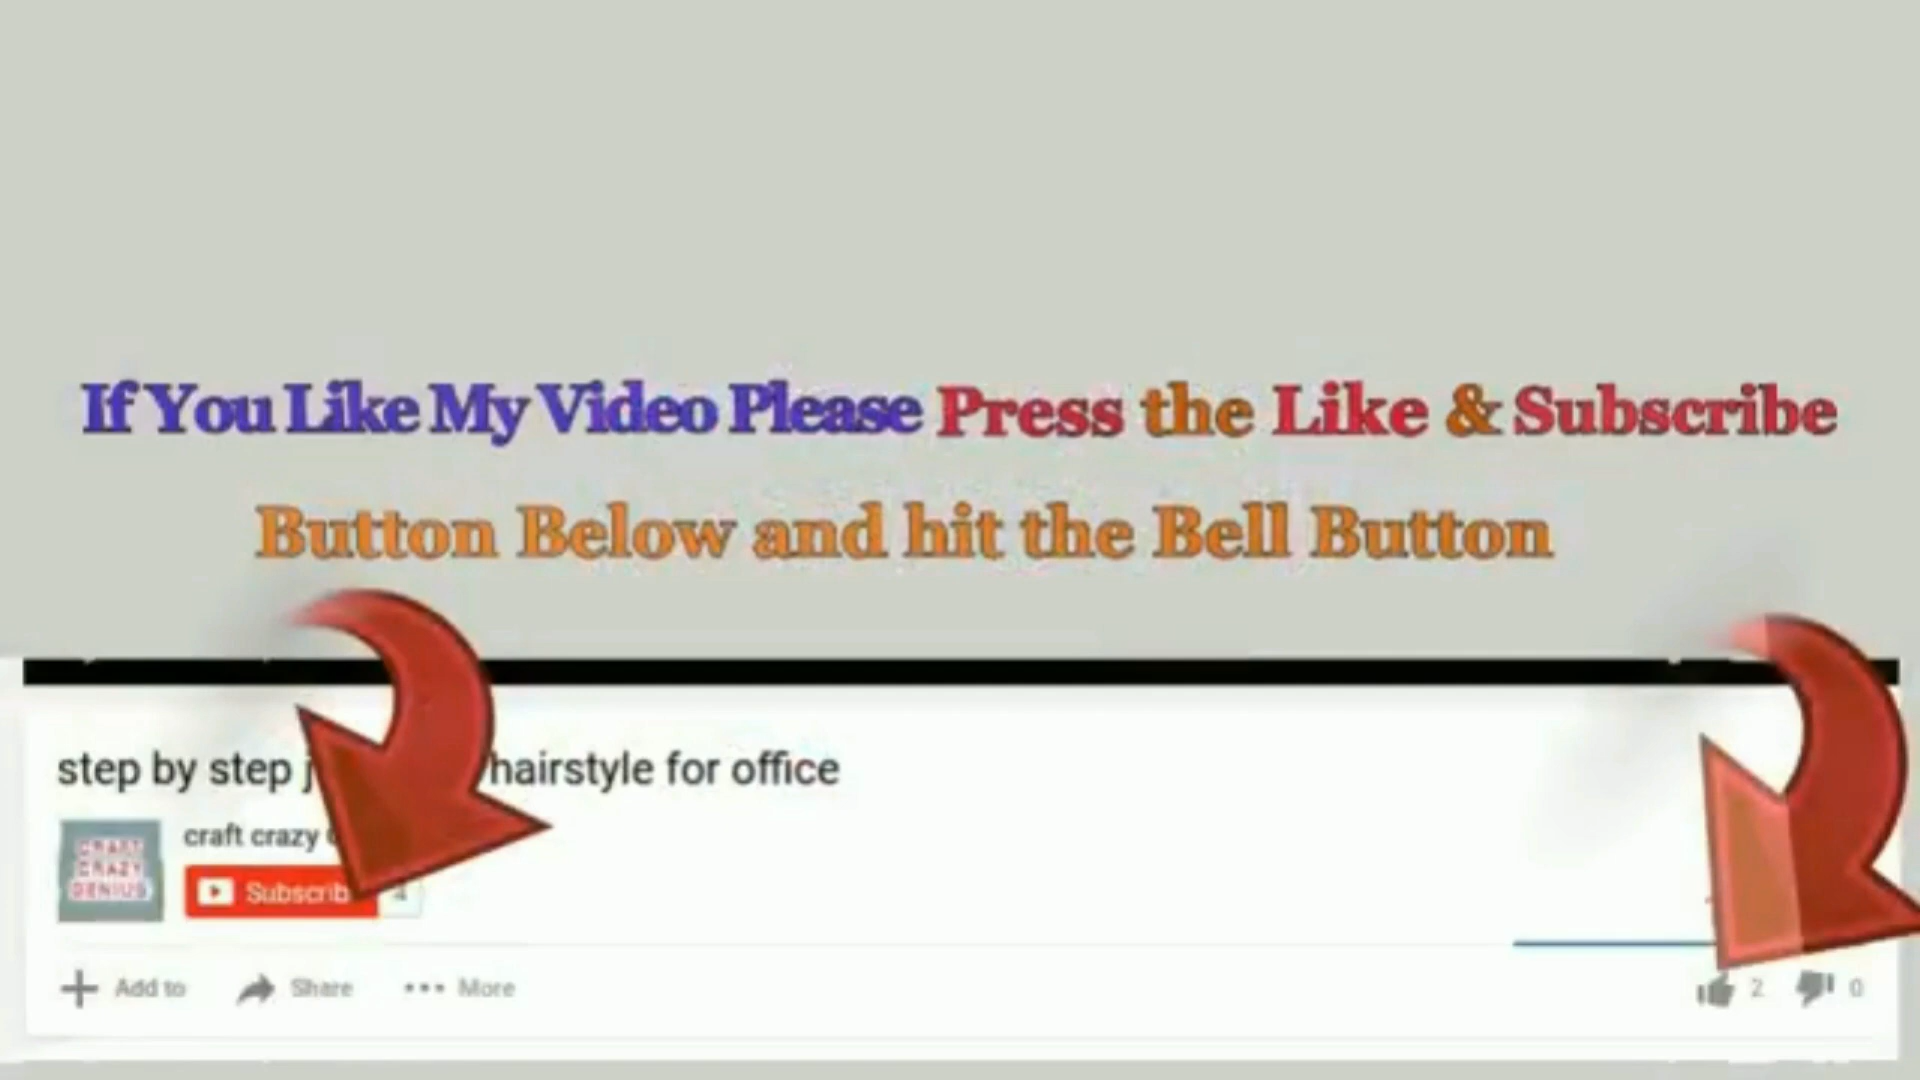 If You Like My Video Please Press the Like & Subscribe
Button Below and hit the Bell Button
step by step hairstyle for office
craft crazy
CRAFT
CRAZY
GENIUS
Subscrib
4
Add to
Share
More
2
0